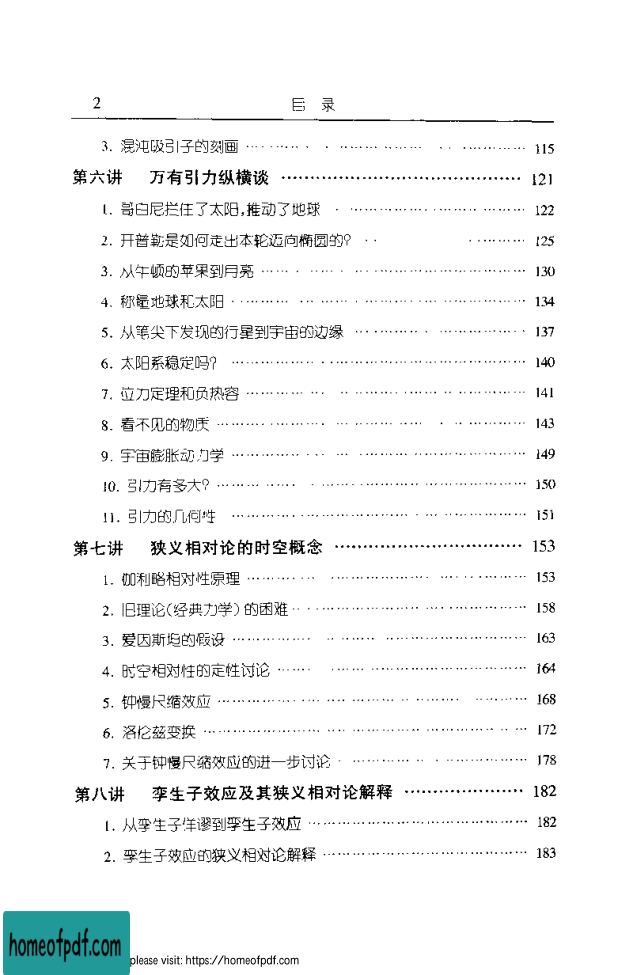 2 目 录
3. 混沌吸引子的刻画 …………………… 115
第六讲 万有引力纵横谈 …………………… 121
1. 哥白尼拦住了太阳,推动了地球 …………………… 122
2. 开普勒是如何走出本轮迈向椭圆的? …………………… 125
3. 从牛顿的苹果到月亮 …………………… 130
4. 称量地球和太阳 …………………… 134
5. 从笔尖下发现的行星到宇宙的边缘 …………………… 137
6. 太阳系稳定吗? …………………… 140
7. 位力定理和负热容 …………………… 141
8. 看不见的物质 …………………… 143
9. 宇宙膨胀动力学 …………………… 149
10. 引力有多大? …………………… 150
11. 引力的几何性 …………………… 151
第七讲 狭义相对论的时空概念 …………………… 153
1. 伽利略相对性原理 …………………… 153
2. 旧理论(经典力学)的困难 …………………… 158
3. 爱因斯坦的假设 …………………… 163
4. 时空相对性的定性讨论 …………………… 164
5. 钟慢尺缩效应 …………………… 168
6. 洛伦兹变换 …………………… 172
7. 关于钟慢尺缩效应的进一步讨论 …………………… 178
第八讲 孪生子效应及其狭义相对论解释 …………………… 182
1. 从孪生子佯谬到孪生子效应 …………………… 182
2. 孪生子效应的狭义相对论解释 …………………… 183
homeofpdf.com please visit: https://homeofpdf.com